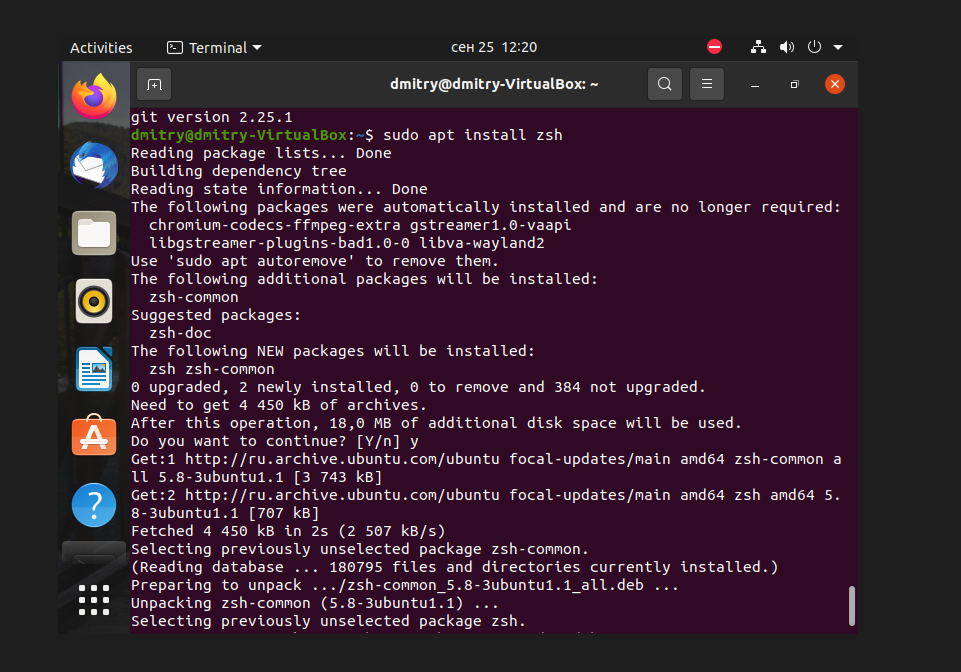 Activities Terminal сен 25 12:20
dmitry@dmitry-VirtualBox: ~
git version 2.25.1
dmitry@dmitry-VirtualBox:~$ sudo apt install zsh
Reading package lists... Done
Building dependency tree
Reading state information... Done
The following packages were automatically installed and are no longer required:
  chromium-codecs-ffmpeg-extra gstreamer1.0-vaapi
  libgstreamer-plugins-bad1.0-0 libva-wayland2
Use 'sudo apt autoremove' to remove them.
The following additional packages will be installed:
  zsh-common
Suggested packages:
  zsh-doc
The following NEW packages will be installed:
  zsh zsh-common
0 upgraded, 2 newly installed, 0 to remove and 384 not upgraded.
Need to get 4 450 kB of archives.
After this operation, 18,0 MB of additional disk space will be used.
Do you want to continue? [Y/n] y
Get:1 http://ru.archive.ubuntu.com/ubuntu focal-updates/main amd64 zsh-common a
ll 5.8-3ubuntu1.1 [3 743 kB]
Get:2 http://ru.archive.ubuntu.com/ubuntu focal-updates/main amd64 zsh amd64 5.
8-3ubuntu1.1 [707 kB]
Fetched 4 450 kB in 2s (2 507 kB/s)
Selecting previously unselected package zsh-common.
(Reading database ... 180795 files and directories currently installed.)
Preparing to unpack .../zsh-common_5.8-3ubuntu1.1_all.deb ...
Unpacking zsh-common (5.8-3ubuntu1.1) ...
Selecting previously unselected package zsh.